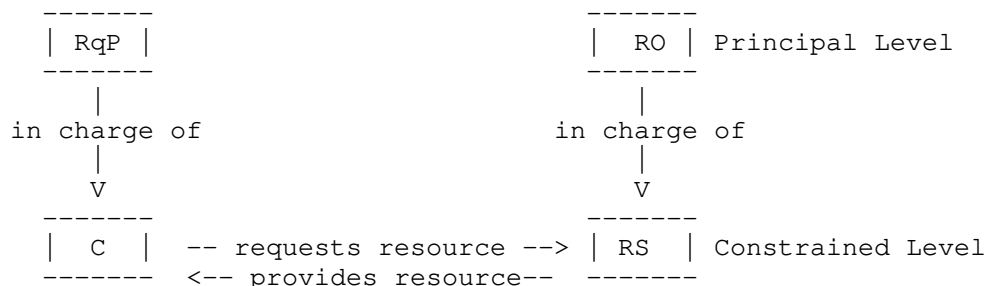 -------                           -------
 | RqP |                           |  RO | Principal Level
 -------                           -------
    |                                 |
in charge of                     in charge of
    |                                 |
    V                                 V
 -------                           -------
 |  C  |  -- requests resource --> | RS  | Constrained Level
 -------  <-- provides resource--  -------